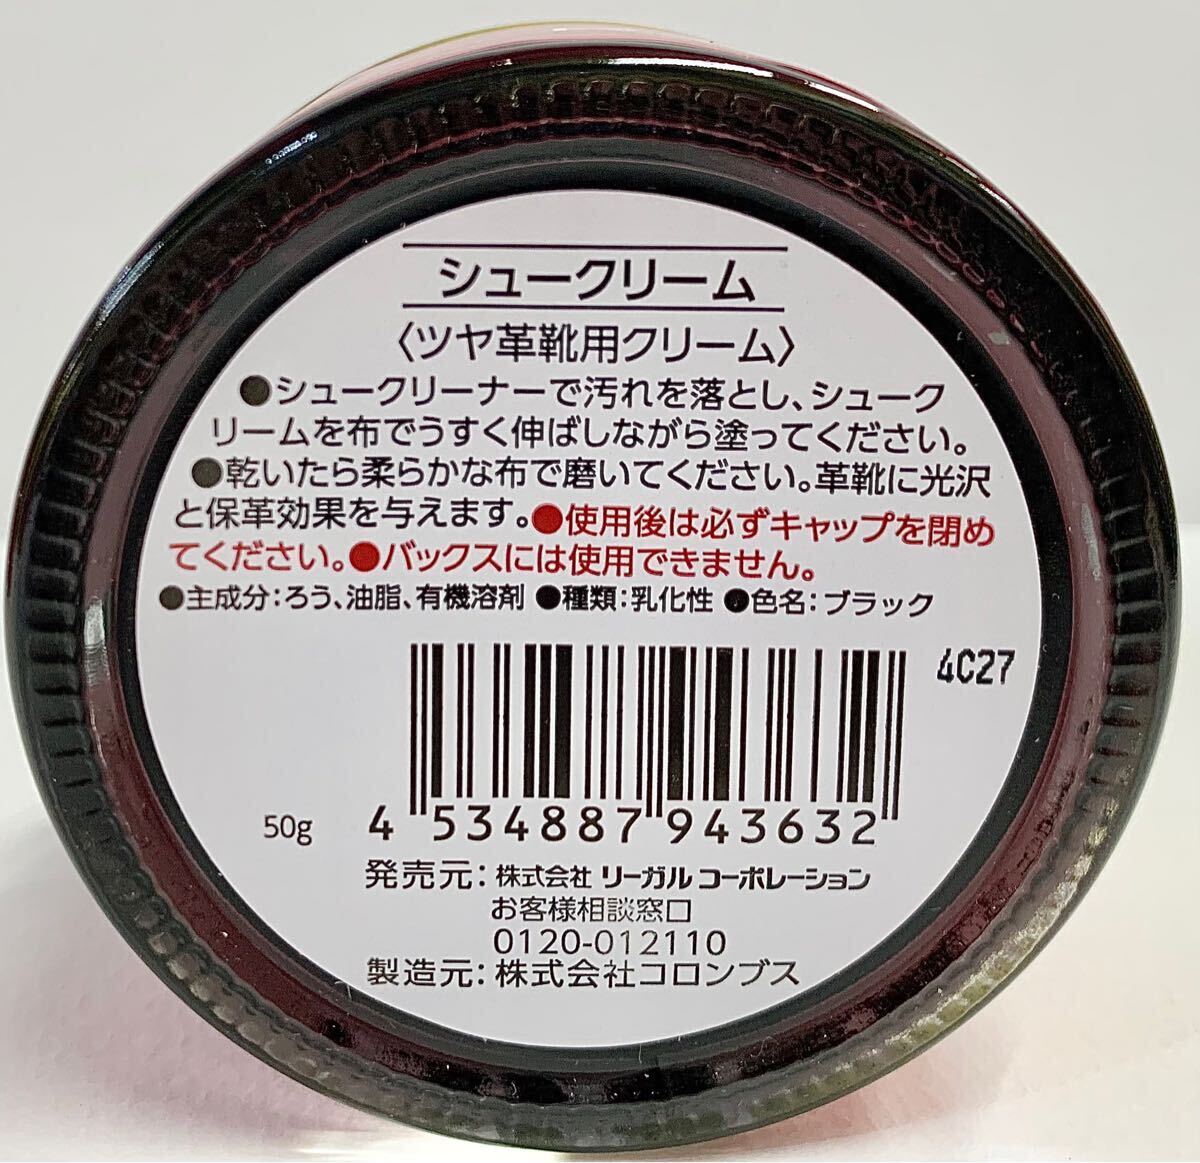 シュークリーム
〈ツヤ革靴用クリーム〉
●シュークリーナーで汚れを落とし、シューク
リームを布でうすく伸ばしながら塗ってください。
●乾いたら柔らかな布で磨いてください。革靴に光沢
と保革効果を与えます。●使用後は必ずキャップを閉め
てください。●バックスには使用できません。
●主成分：ろう、油脂、有機溶剤 ●種類：乳化性 ●色名：ブラック
4C27
50g 4 534887 943632
発売元：株式会社 リーガル コーポレーション
お客様相談窓口
0120-012110
製造元：株式会社コロンブス